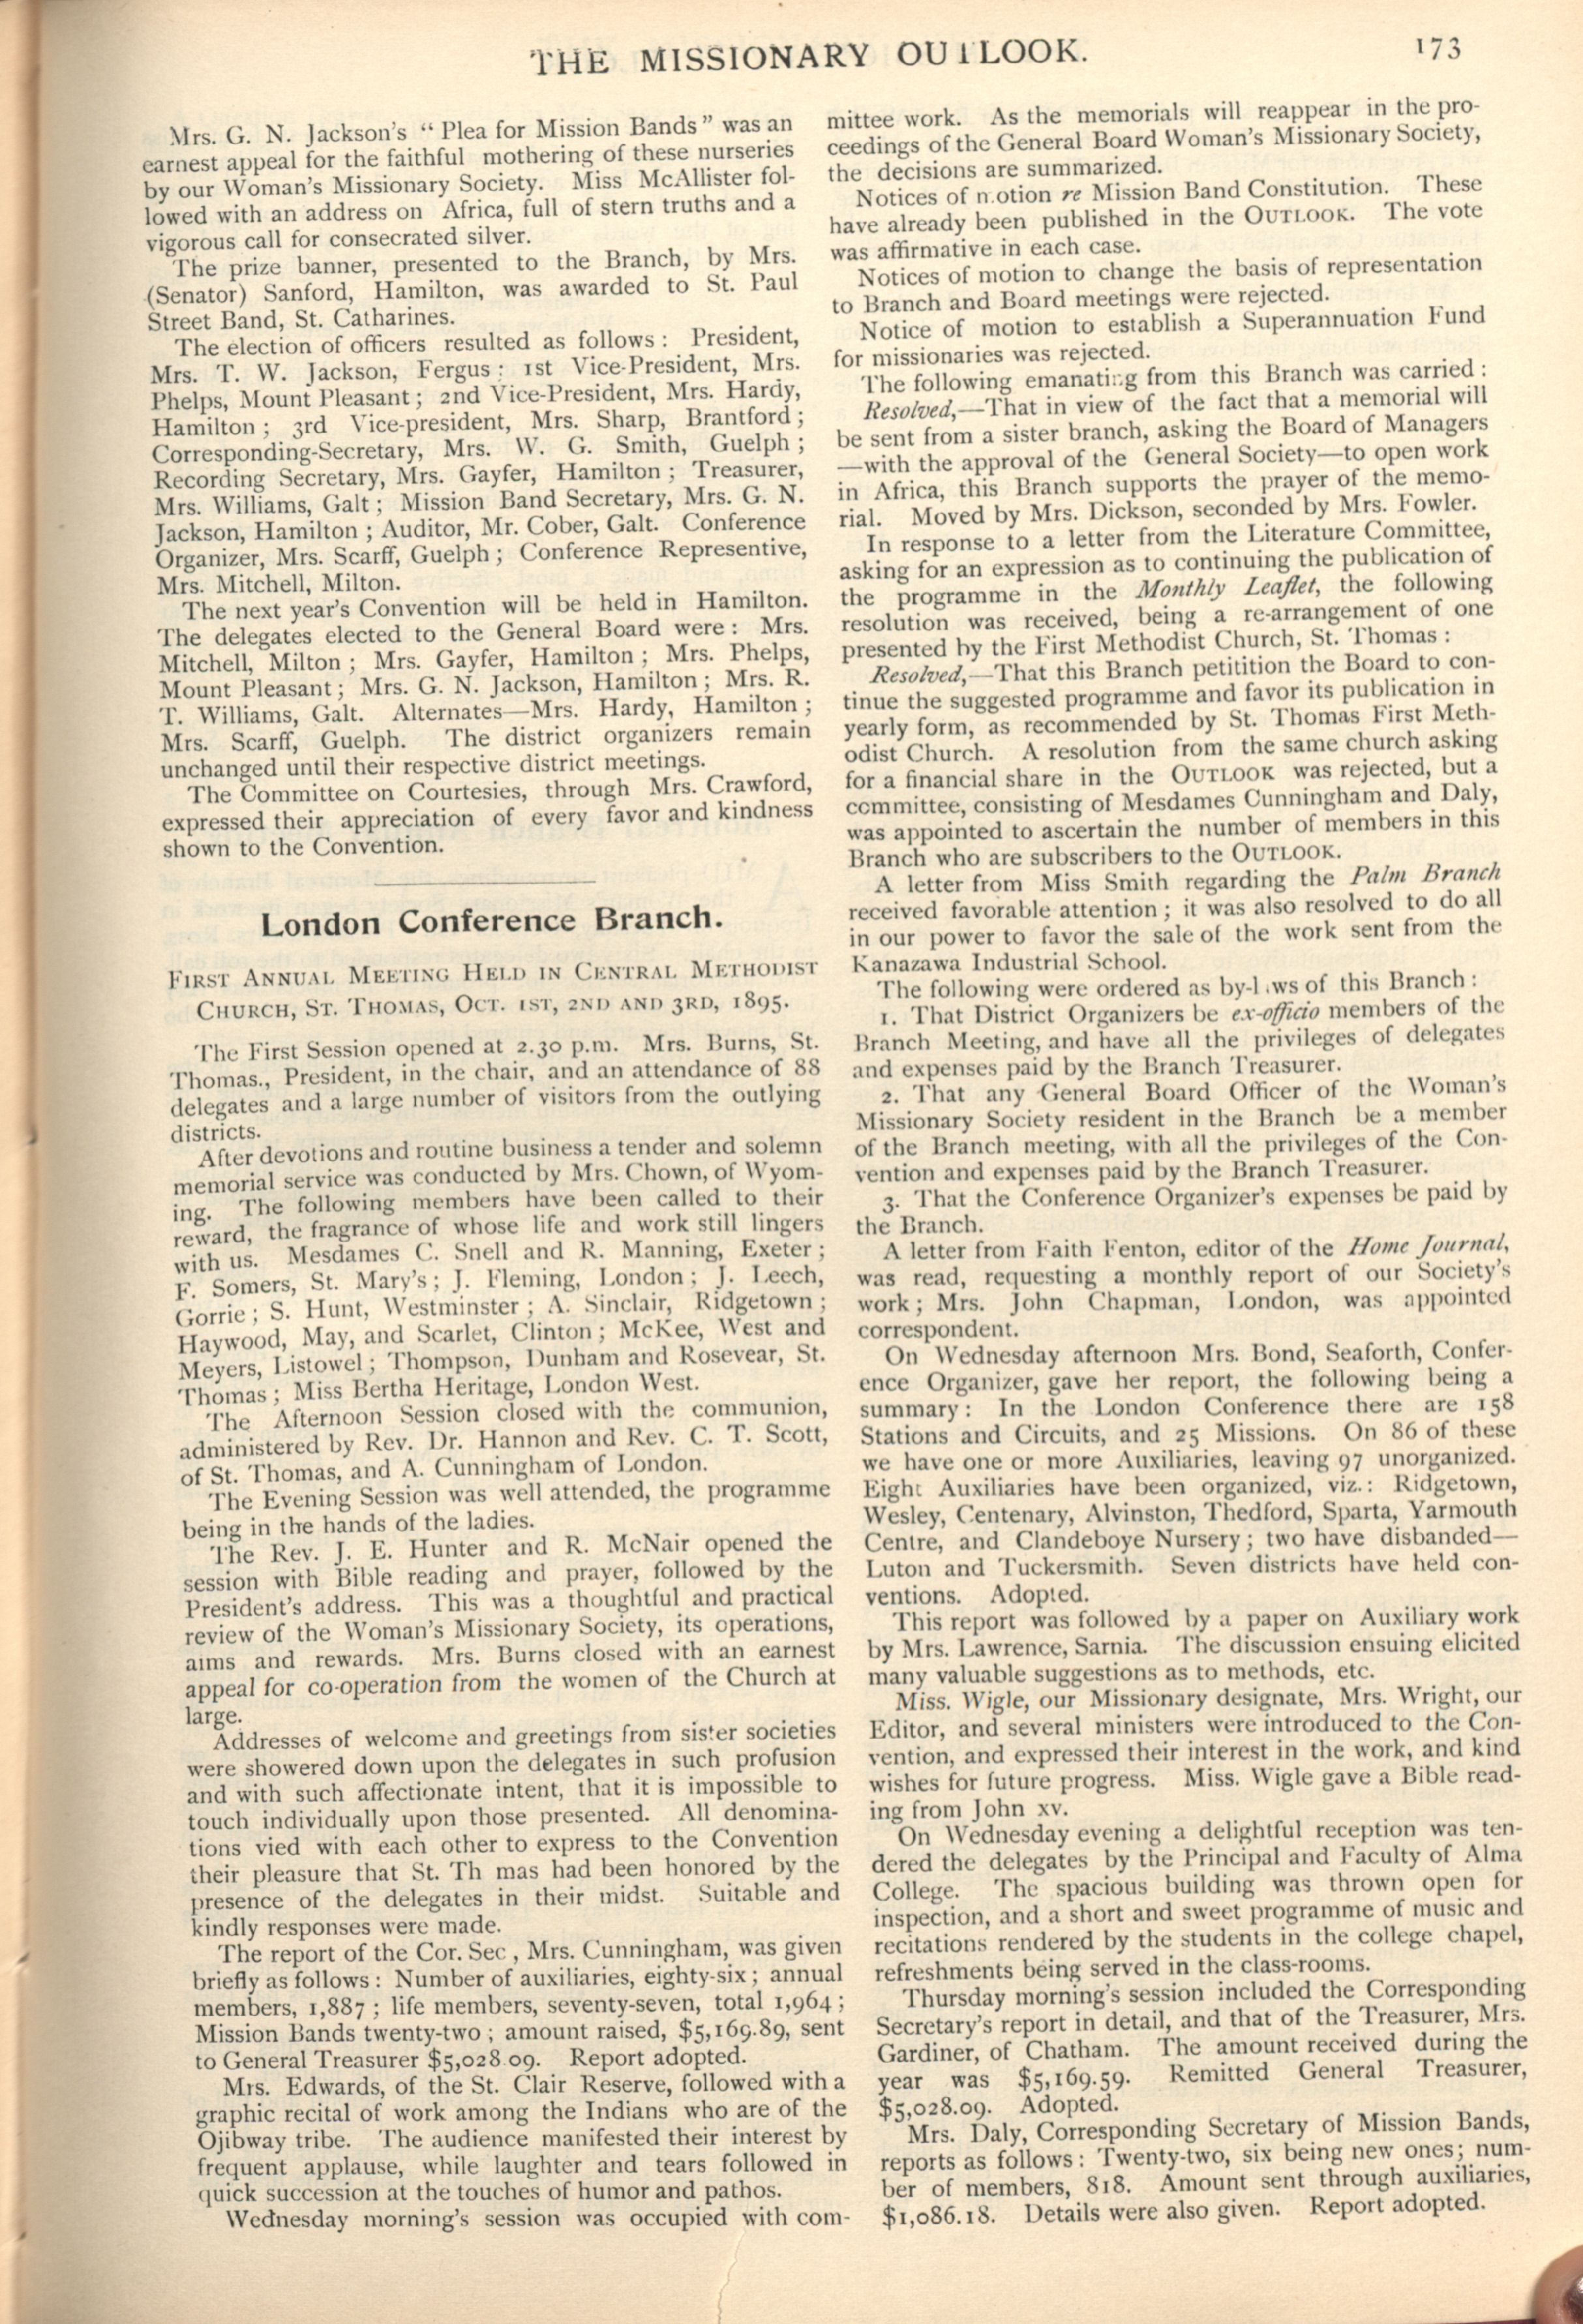 THE MISSIONARY OUTLOOK.
173
Mrs. G. N. Jackson's "Plea for Mission Bands" was an
earnest appeal for the faithful mothering of these nurseries
by our Woman's Missionary Society. Miss McAllister fol-
lowed with an address on Africa, full of stern truths and a
vigorous call for consecrated silver.
The prize banner, presented to the Branch, by Mrs.
(Senator) Sanford, Hamilton, was awarded to St. Paul
Street Band, St. Catharines.
The election of officers resulted as follows: President,
Mrs. T. W. Jackson, Fergus: 1st Vice-President, Mrs.
Phelps, Mount Pleasant; 2nd Vice-President, Mrs. Hardy,
Hamilton; 3rd Vice-president, Mrs. Sharp, Brantford;
Corresponding-Secretary, Mrs. W. G. Smith, Guelph;
Recording Secretary, Mrs. Gayfer, Hamilton; Treasurer,
Mrs. Williams, Galt; Mission Band Secretary, Mrs. G. N.
Jackson, Hamilton; Auditor, Mr. Cober, Galt. Conference
Organizer, Mrs. Scarff, Guelph; Conference Representive,
Mrs. Mitchell, Milton.
The next year's Convention will be held in Hamilton.
The delegates elected to the General Board were: Mrs.
Mitchell, Milton; Mrs. Gayfer, Hamilton; Mrs. Phelps,
Mount Pleasant; Mrs. G. N. Jackson, Hamilton; Mrs. R.
T. Williams, Galt. Alternates—Mrs. Hardy, Hamilton;
Mrs. Scarff, Guelph. The district organizers remain
unchanged until their respective district meetings.
The Committee on Courtesies, through Mrs. Crawford,
expressed their appreciation of every favor and kindness
shown to the Convention.
London Conference Branch.
FIRST ANNUAL MEETING HELD IN CENTRAL METHODIST
CHURCH, ST. THOMAS, OCT. 1ST, 2ND AND 3RD, 1895.
The First Session opened at 2.30 p.m. Mrs. Burns, St.
Thomas., President, in the chair, and an attendance of 88
delegates and a large number of visitors from the outlying
districts.
After devotions and routine business a tender and solemn
memorial service was conducted by Mrs. Chown, of Wyom-
ing. The following members have been called to their
reward, the fragrance of whose life and work still lingers
with us. Mesdames C. Snell and R. Manning, Exeter;
F. Somers, St. Mary's; J. Fleming, London; J. Leech,
Gorrie; S. Hunt, Westminster; A. Sinclair, Ridgetown;
Haywood, May, and Scarlet, Clinton; McKee, West and
Meyers, Listowel; Thompson, Dunham and Rosevear, St.
Thomas; Miss Bertha Heritage, London West.
The Afternoon Session closed with the communion,
administered by Rev. Dr. Hannon and Rev. C. T. Scott,
of St. Thomas, and A. Cunningham of London.
The Evening Session was well attended, the programme
being in the hands of the ladies.
The Rev. J. E. Hunter and R. McNair opened the
session with Bible reading and prayer, followed by the
President's address. This was a thoughtful and practical
review of the Woman's Missionary Society, its operations,
aims and rewards. Mrs. Burns closed with an earnest
appeal for co-operation from the women of the Church at
large.
Addresses of welcome and greetings from sister societies
were showered down upon the delegates in such profusion
and with such affectionate intent, that it is impossible to
touch individually upon those presented. All denomina-
tions vied with each other to express to the Convention
their pleasure that St. Th mas had been honored by the
presence of the delegates in their midst. Suitable and
kindly responses were made.
The report of the Cor. Sec, Mrs. Cunningham, was given
briefly as follows: Number of auxiliaries, eighty-six; annual
members, 1,887; life members, seventy-seven, total 1,964;
Mission Bands twenty-two; amount raised, $5,169.89, sent
to General Treasurer $5,028 09. Report adopted.
Mrs. Edwards, of the St. Clair Reserve, followed with a
graphic recital of work among the Indians who are of the
Ojibway tribe. The audience manifested their interest by
frequent applause, while laughter and tears followed in
quick succession at the touches of humor and pathos.
Wednesday morning's session was occupied with com-
mittee work. As the memorials will reappear in the pro-
ceedings of the General Board Woman's Missionary Society,
the decisions are summarized.
Notices of motion re Mission Band Constitution. These
have already been published in the OUTLOOK. The vote
was affirmative in each case.
Notices of motion to change the basis of representation
to Branch and Board meetings were rejected.
Notice of motion to establish a Superannuation Fund
for missionaries was rejected.
The following emanating from this Branch was carried:
Resolved,—That in view of the fact that a memorial will
be sent from a sister branch, asking the Board of Managers
—with the approval of the General Society—to open work
in Africa, this Branch supports the prayer of the memo-
rial. Moved by Mrs. Dickson, seconded by Mrs. Fowler.
In response to a letter from the Literature Committee,
asking for an expression as to continuing the publication of
the programme in the Monthly Leaflet, the following
resolution was received, being a re-arrangement of one
presented by the First Methodist Church, St. Thomas:
Resolved,—That this Branch petitition the Board to con-
tinue the suggested programme and favor its publication in
yearly form, as recommended by St. Thomas First Meth-
odist Church. A resolution from the same church asking
for a financial share in the OUTLOOK was rejected, but a
committee, consisting of Mesdames Cunningham and Daly,
was appointed to ascertain the number of members in this
Branch who are subscribers to the OUTLOOK.
A letter from Miss Smith regarding the Palm Branch
received favorable attention; it was also resolved to do all
in our power to favor the sale of the work sent from the
Kanazawa Industrial School.
The following were ordered as by-l ws of this Branch:
1. That District Organizers be ex-officio members of the
Branch Meeting, and have all the privileges of delegates
and expenses paid by the Branch Treasurer.
2. That any General Board Officer of the Woman's
Missionary Society resident in the Branch be a member
of the Branch meeting, with all the privileges of the Con-
vention and expenses paid by the Branch Treasurer.
3. That the Conference Organizer's expenses be paid by
the Branch.
A letter from Faith Fenton, editor of the Home Journal,
was read, requesting a monthly report of our Society's
work; Mrs. John Chapman, London, was appointed
correspondent.
On Wednesday afternoon Mrs. Bond, Seaforth, Confer-
ence Organizer, gave her report, the following being a
summary: In the London Conference there are 158
Stations and Circuits, and 25 Missions. On 86 of these
we have one or more Auxiliaries, leaving 97 unorganized.
Eight Auxiliaries have been organized, viz.: Ridgetown,
Wesley, Centenary, Alvinston, Thedford, Sparta, Yarmouth
Centre, and Clandeboye Nursery; two have disbanded—
Luton and Tuckersmith. Seven districts have held con-
ventions. Adopted.
This report was followed by a paper on Auxiliary work
by Mrs. Lawrence, Sarnia. The discussion ensuing elicited
many valuable suggestions as to methods, etc.
Miss. Wigle, our Missionary designate, Mrs. Wright, our
Editor, and several ministers were introduced to the Con-
vention, and expressed their interest in the work, and kind
wishes for future progress. Miss. Wigle gave a Bible read-
ing from John xv.
On Wednesday evening a delightful reception was ten-
dered the delegates by the Principal and Faculty of Alma
College. The spacious building was thrown open for
inspection, and a short and sweet programme of music and
recitations rendered by the students in the college chapel,
refreshments being served in the class-rooms.
Thursday morning's session included the Corresponding
Secretary's report in detail, and that of the Treasurer, Mrs.
Gardiner, of Chatham. The amount received during the
year was $5,169.59. Remitted General Treasurer,
$5,028.09. Adopted.
Mrs. Daly, Corresponding Secretary of Mission Bands,
reports as follows: Twenty-two, six being new ones; num-
ber of members, 818. Amount sent through auxiliaries,
$1,086.18. Details were also given. Report adopted.